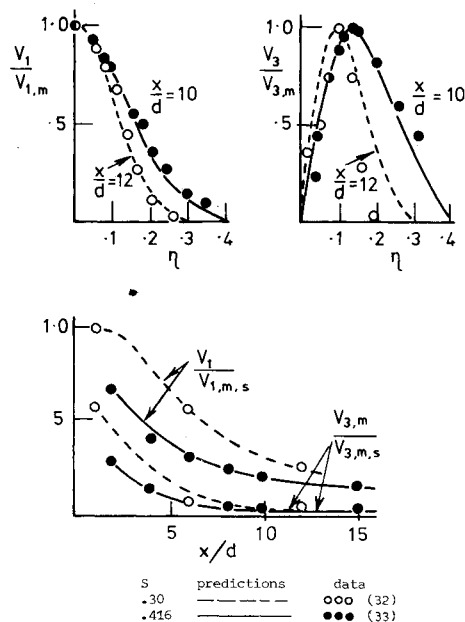 V1/V1,m
1.0
.5
x/d = 10
x/d = 12
.1 .2 .3 .4
η
V3/V3,m
1.0
.5
x/d = 10
x/d = 12
.1 .2 .3 .4
η
1.0
5
V1/V1,m,s
V3,m/V3,m,s
5 10 15
x/d
S predictions data
.30 (32)
.416 (33)